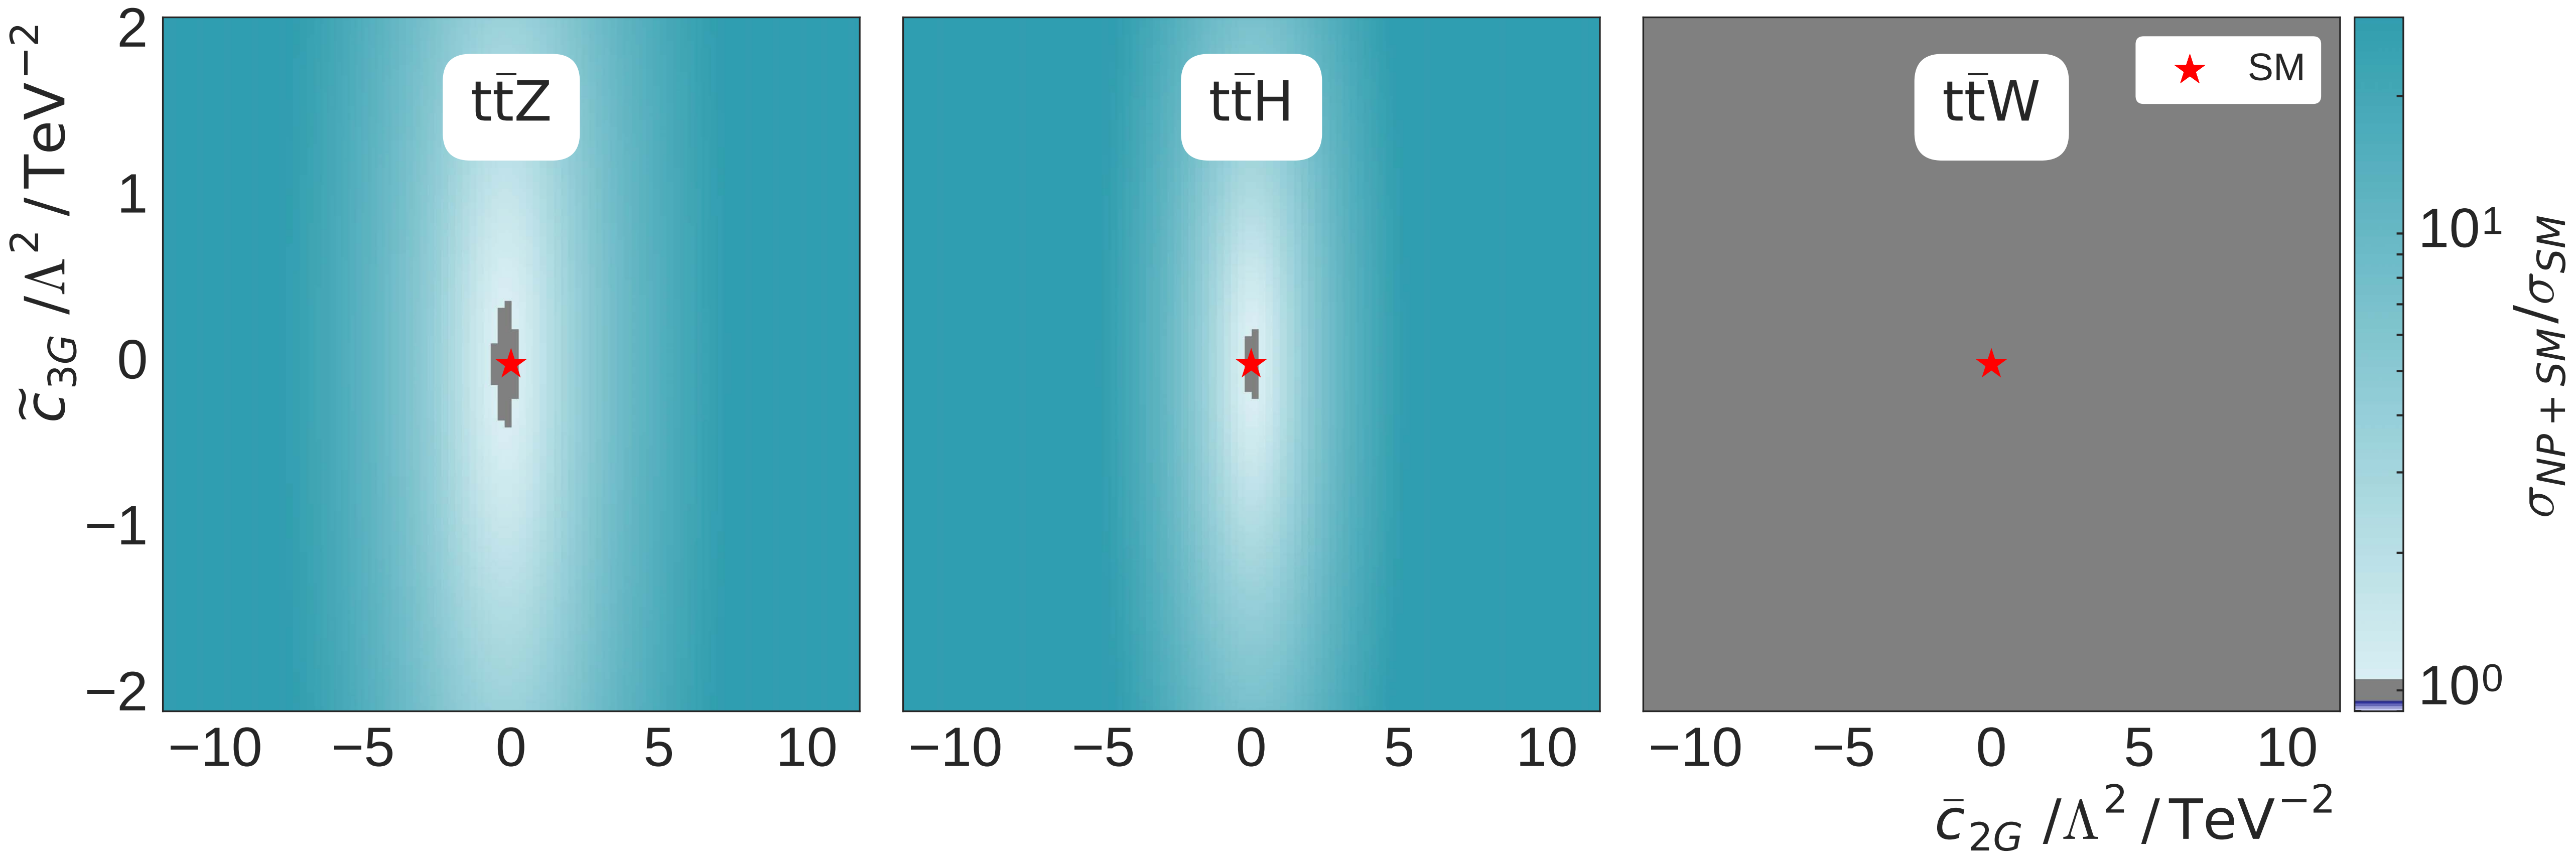 c̃₃G /Λ² / TeV⁻²
2
1
0
−1
−2
tt̄Z
tt̄H
tt̄W
★ SM
−10 −5 0 5 10
−10 −5 0 5 10
−10 −5 0 5 10
c̄₂G /Λ² / TeV⁻²
10¹
10⁰
σNP+SM/σSM